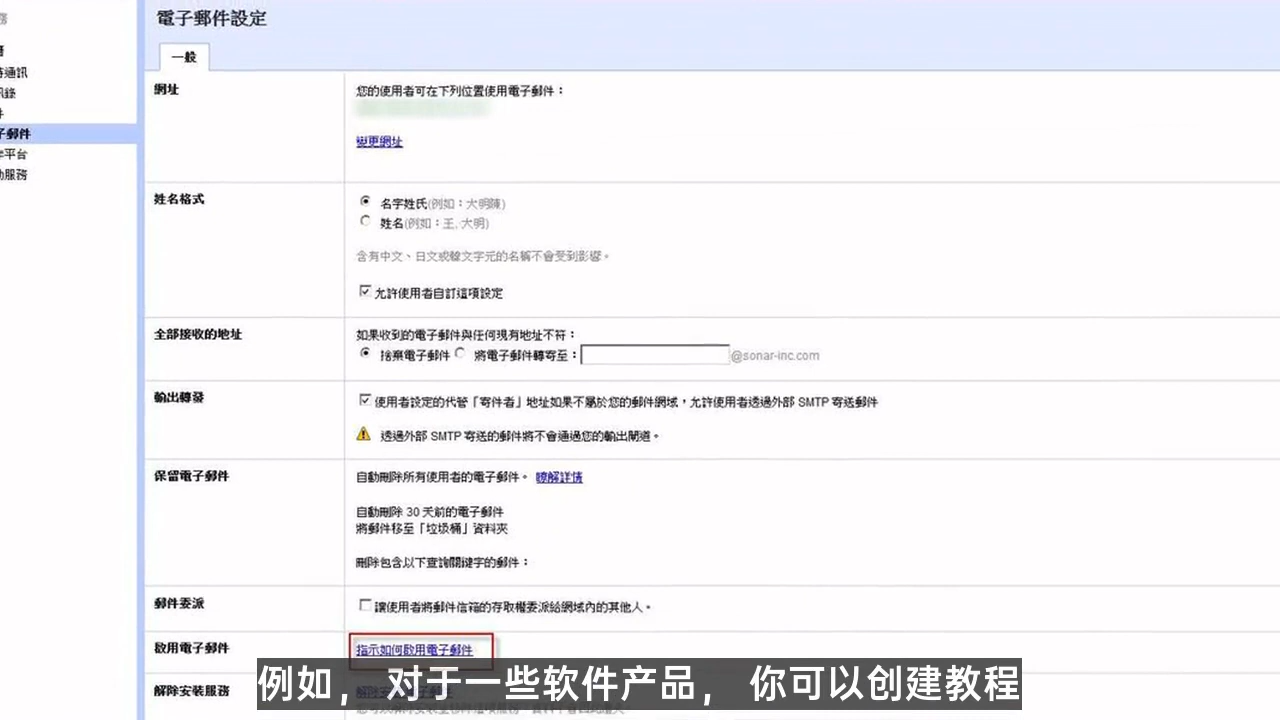 電子郵件設定
一般
網址
您的使用者可在下列位置使用電子郵件：
變更網址
子郵件
平台
服務
姓名格式
名字姓氏(例如：大明陳)
姓名(例如：王, 大明)
含有中文、日文或韓文字元的名稱不會受到影響。
允許使用者自訂這項設定
全部接收的地址
如果收到的電子郵件與任何現有地址不符：
捨棄電子郵件 將電子郵件轉寄至： @sonar-inc.com
輸出轉發
使用者設定的代管「寄件者」地址如果不屬於您的郵件網域，允許使用者透過外部 SMTP 寄送郵件
透過外部 SMTP 寄送的郵件將不會通過您的輸出閘道。
保留電子郵件
自動刪除所有使用者的電子郵件。 瞭解詳情
自動刪除 30 天前的電子郵件
將郵件移至「垃圾桶」資料夾
刪除包含以下查詢關鍵字的郵件：
郵件委派
讓使用者將郵件信箱的存取權委派給網域內的其他人。
啟用電子郵件
指示如何啟用電子郵件
解除安裝服務
例如， 对于一些软件产品， 你可以创建教程